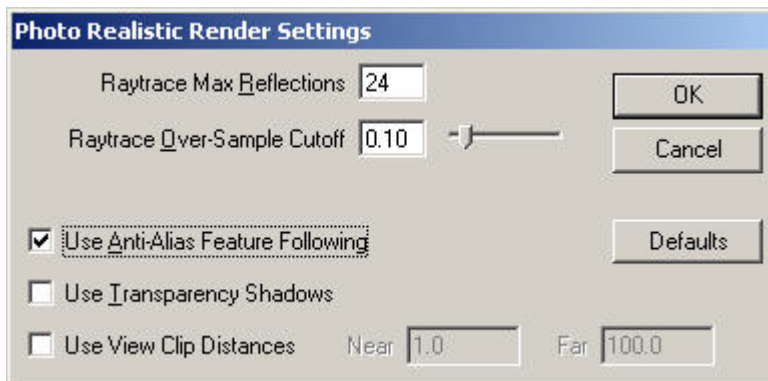 Photo Realistic Render Settings
Raytrace Max Reflections 24
OK
Raytrace Over-Sample Cutoff 0.10
Cancel
Use Anti-Alias Feature Following
Defaults
Use Transparency Shadows
Use View Clip Distances Near 1.0 Far 100.0